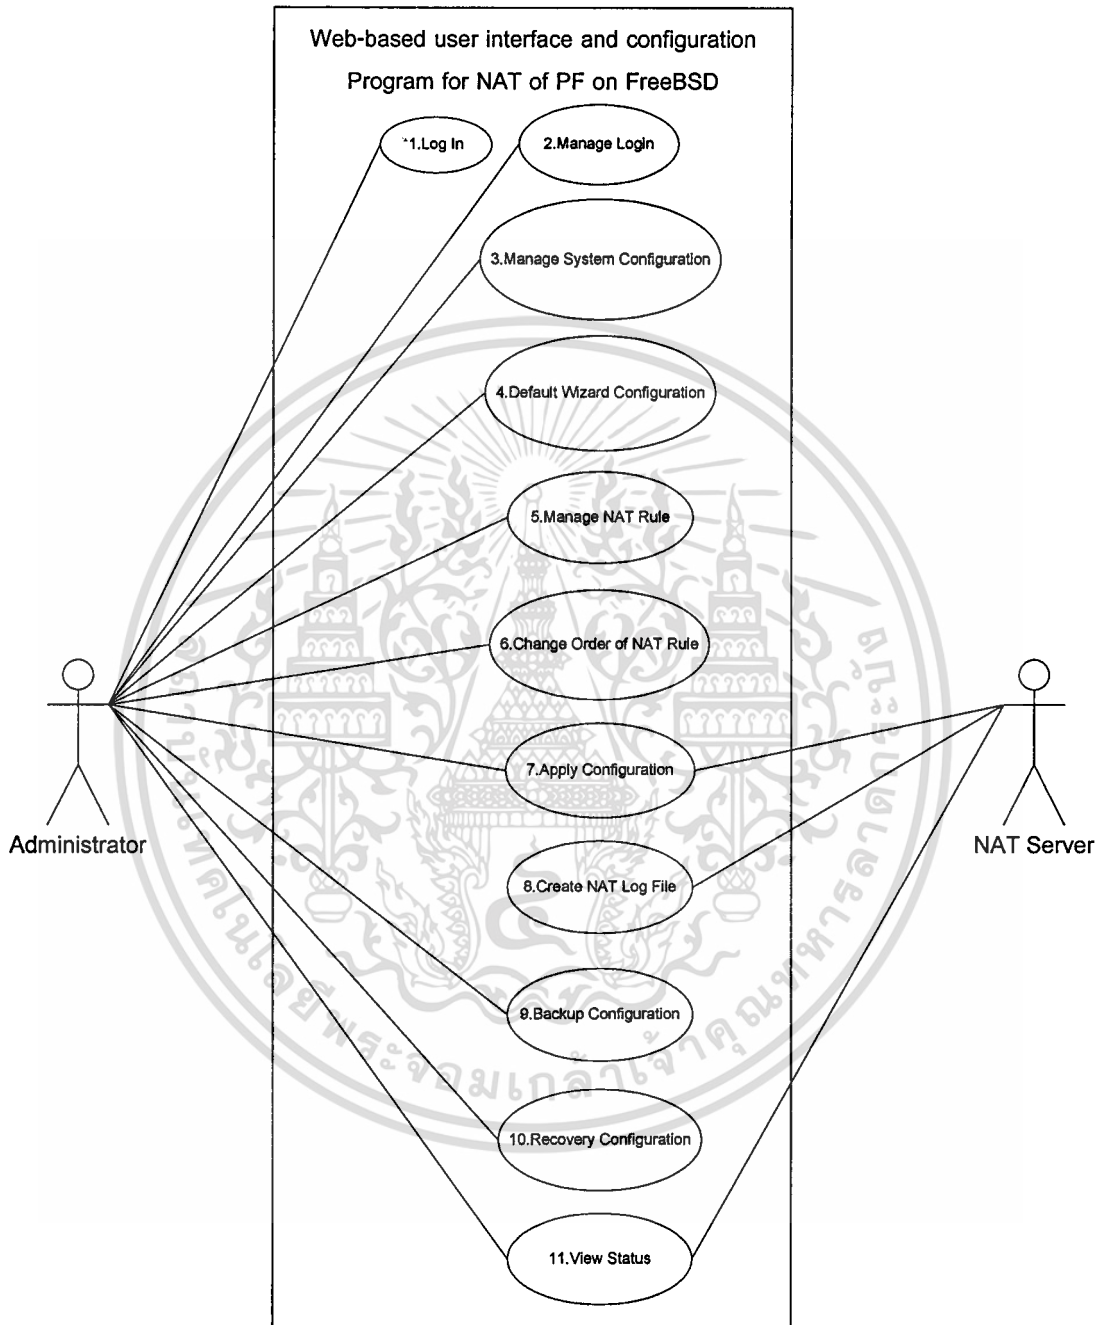 Web-based user interface and configuration
Program for NAT of PF on FreeBSD
1.Log In
2.Manage Login
3.Manage System Configuration
4.Default Wizard Configuration
5.Manage NAT Rule
6.Change Order of NAT Rule
7.Apply Configuration
8.Create NAT Log File
9.Backup Configuration
10.Recovery Configuration
11.View Status
Administrator
NAT Server